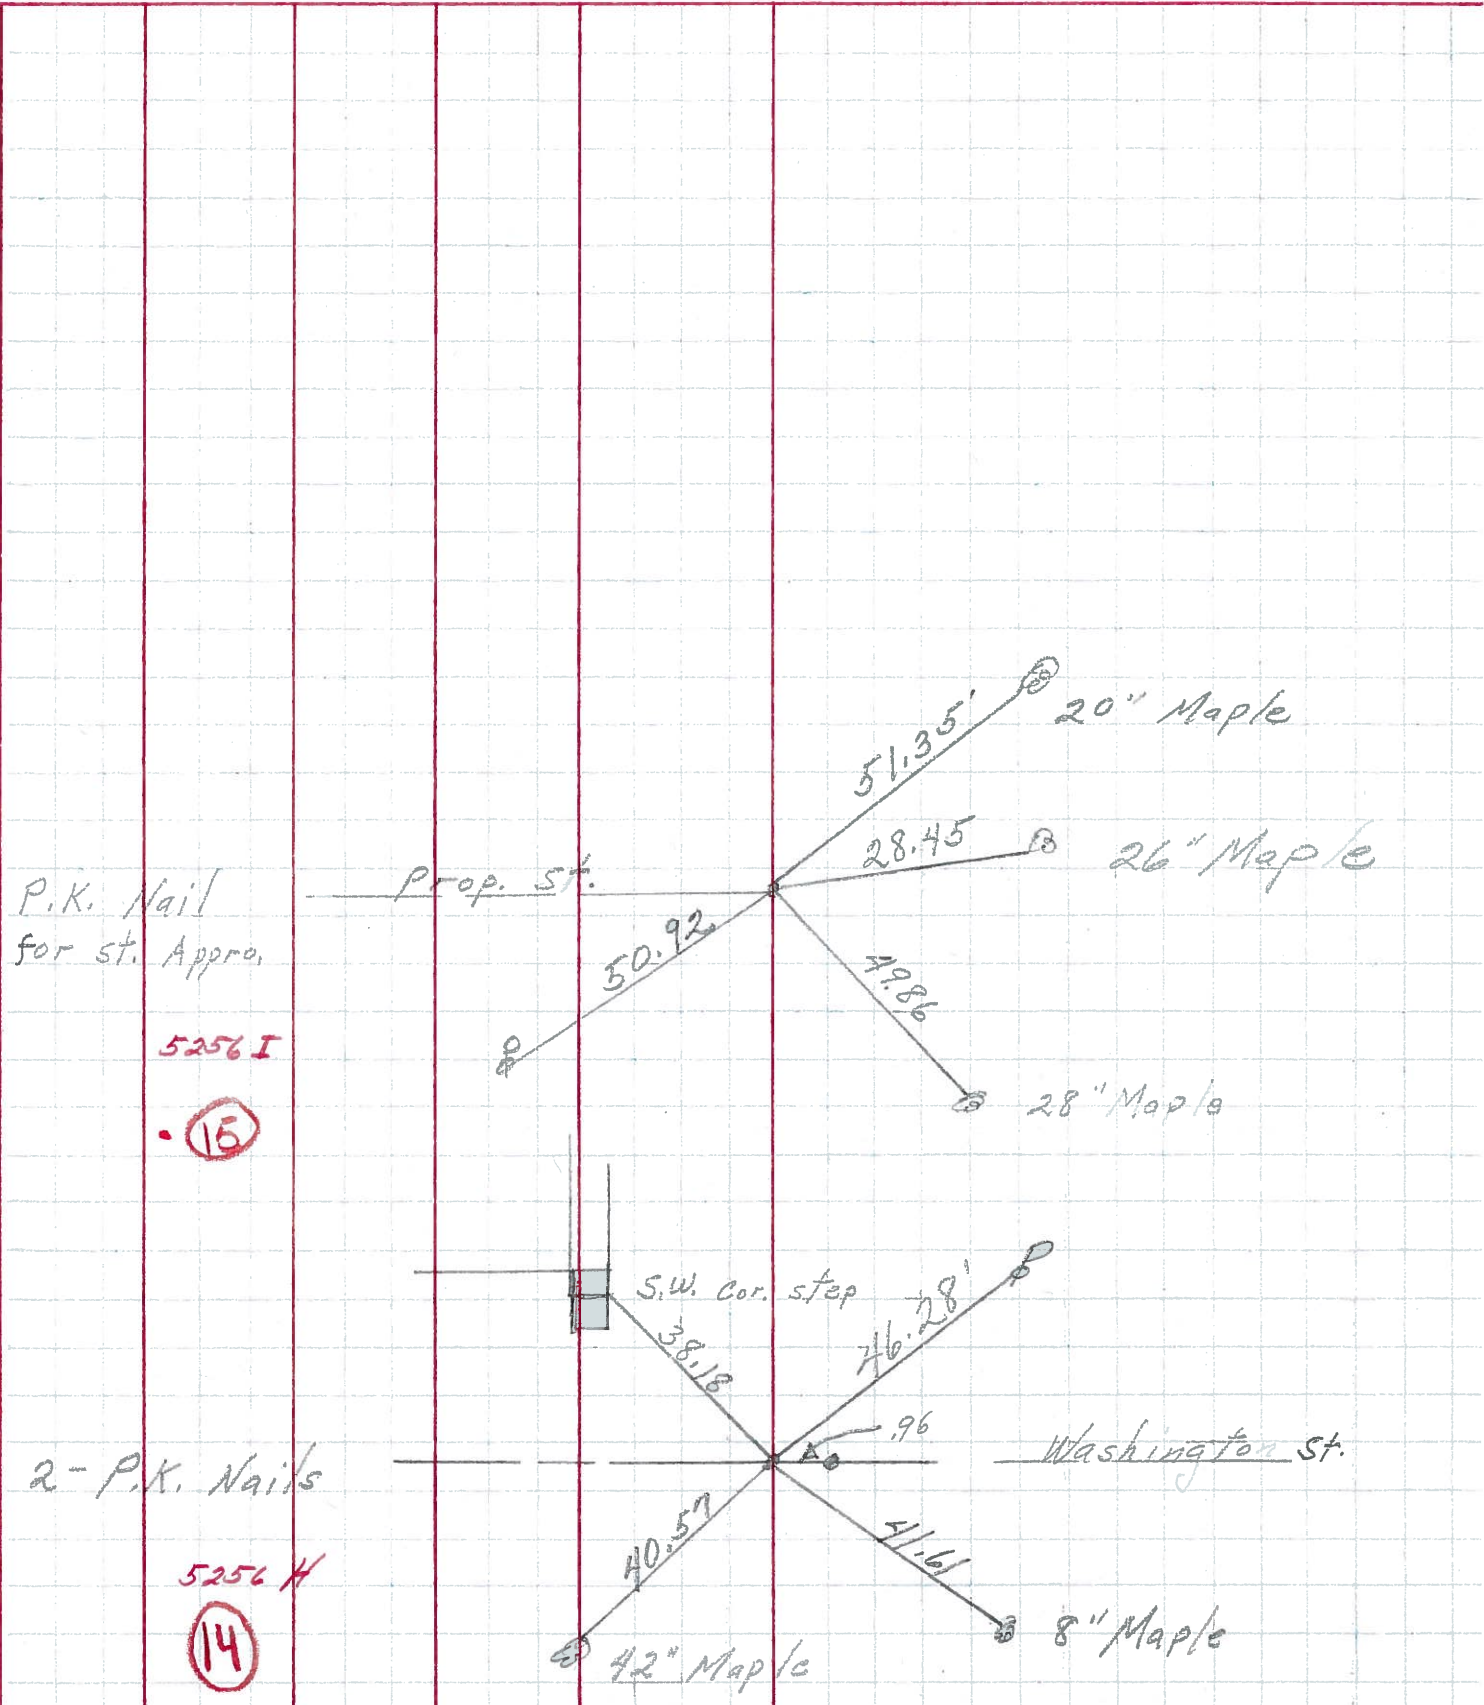 20" Maple
51.35'
28.45
26" Maple
Prop. St.
P.K. Nail
for st. Appro.
50.92
49.86
5256 I
28" Maple
15
S.W. Cor. step
46.28'
38.18
.96
Washington St.
2 - P.K. Nails
40.57
41.61
5256 H
14
8" Maple
42" Maple